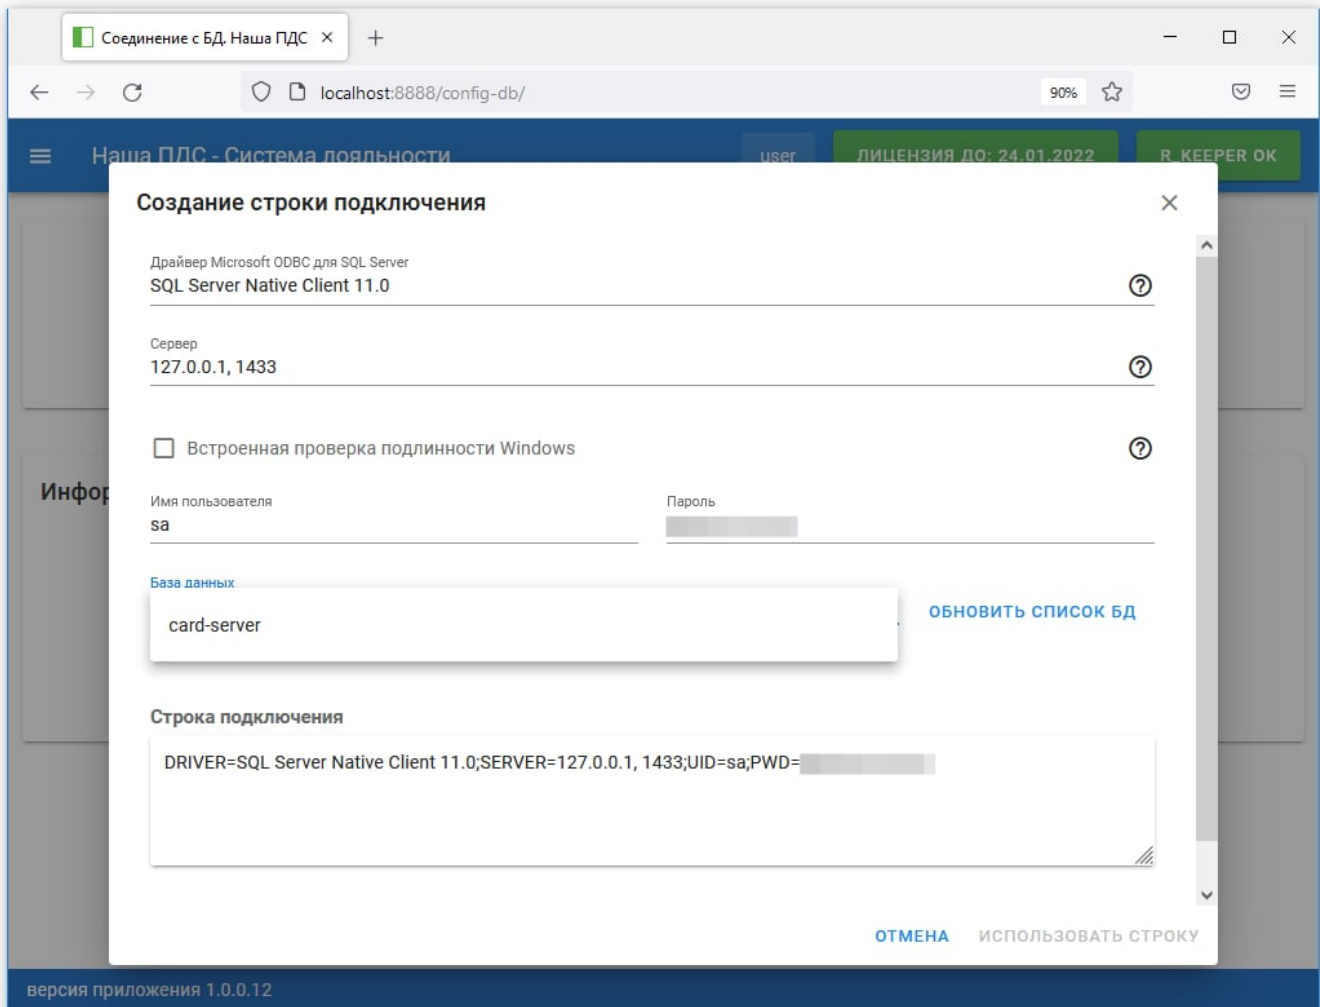 Соединение с БД. Наша ПДС
localhost:8888/config-db/
90%
Наша ПДС - Система лояльности
user
ЛИЦЕНЗИЯ ДО: 24.01.2022
R_KEEPER OK
Создание строки подключения
Драйвер Microsoft ODBC для SQL Server
SQL Server Native Client 11.0
Сервер
127.0.0.1, 1433
Встроенная проверка подлинности Windows
Инфор
Имя пользователя
Пароль
sa
База данных
card-server
ОБНОВИТЬ СПИСОК БД
Строка подключения
DRIVER=SQL Server Native Client 11.0;SERVER=127.0.0.1, 1433;UID=sa;PWD=
ОТМЕНА
ИСПОЛЬЗОВАТЬ СТРОКУ
версия приложения 1.0.0.12